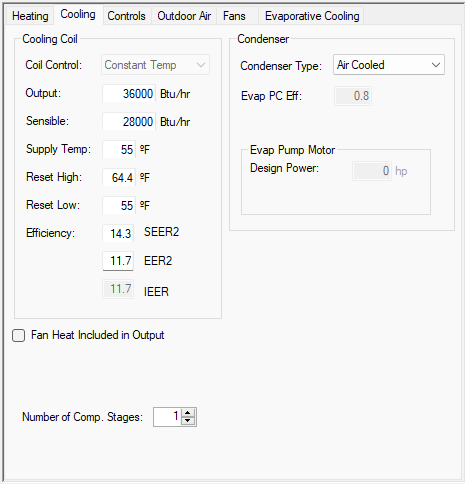 Heating Cooling Controls Outdoor Air Fans Evaporative Cooling
Cooling Coil
Coil Control: Constant Temp
Output: 36000 Btu/hr
Sensible: 28000 Btu/hr
Supply Temp: 55 ºF
Reset High: 64.4 ºF
Reset Low: 55 ºF
Efficiency: 14.3 SEER2
11.7 EER2
11.7 IEER
Condenser
Condenser Type: Air Cooled
Evap PC Eff: 0.8
Evap Pump Motor
Design Power: 0 hp
Fan Heat Included in Output
Number of Comp. Stages: 1